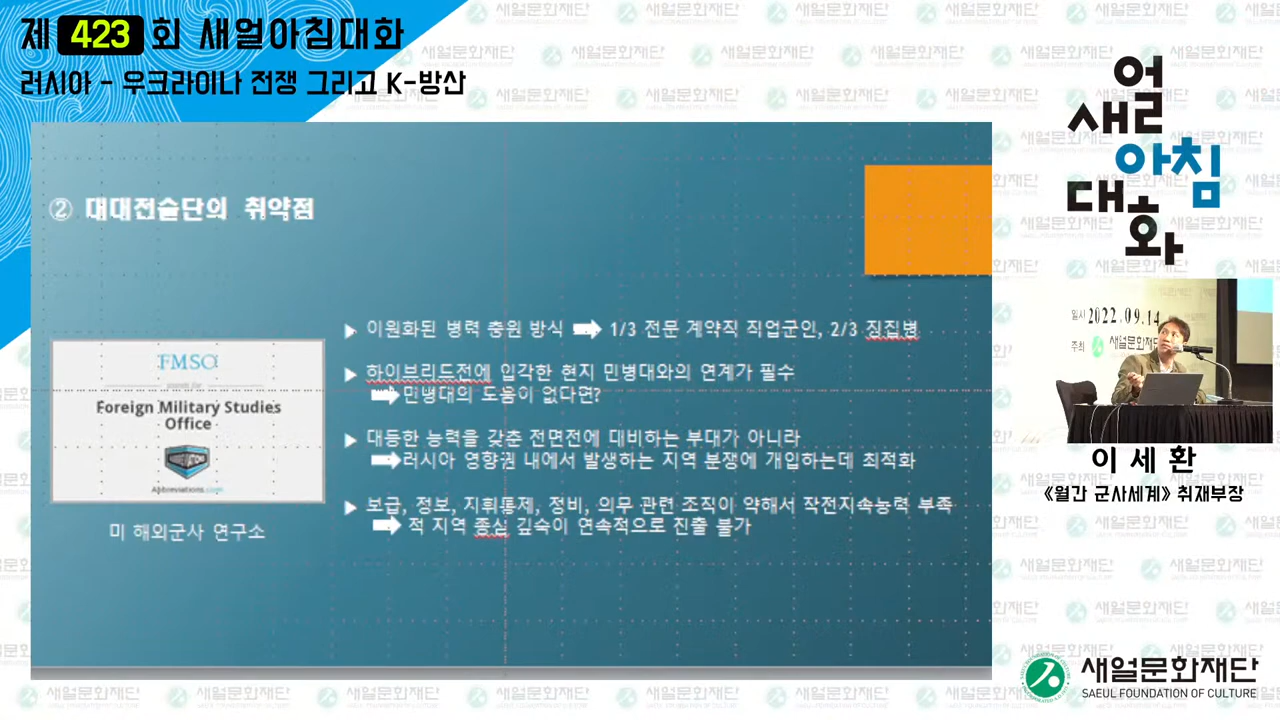 제 423 회 새얼아침대화
러시아 - 우크라이나 전쟁 그리고 K-방산
② 대대전술단의 취약점
▶ 이원화된 병력 충원 방식 ➡ 1/3 전문 계약직 직업군인, 2/3 징집병
▶ 하이브리드전에 입각한 현지 민병대와의 연계가 필수
➡민병대의 도움이 없다면?
▶ 대등한 능력을 갖춘 전면전에 대비하는 부대가 아니라
➡러시아 영향권 내에서 발생하는 지역 분쟁에 개입하는데 최적화
▶ 보급, 정보, 지휘통제, 정비, 의무 관련 조직이 약해서 작전지속능력 부족
➡ 적 지역 종심 깊숙이 연속적으로 진출 불가
FMSO
stands for
Foreign Military Studies
Office
Abbreviations.com
미 해외군사 연구소
새얼
아침
대화
일시 2022.09.14
주최
이 세 환
《월간 군사세계》 취재부장
새얼문화재단
SAEUL FOUNDATION OF CULTURE